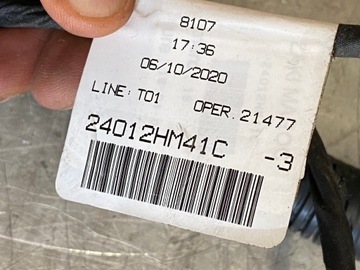 8107
17:36
06/10/2020
LINE: T01 OPER. 21477
24012HM41C -3